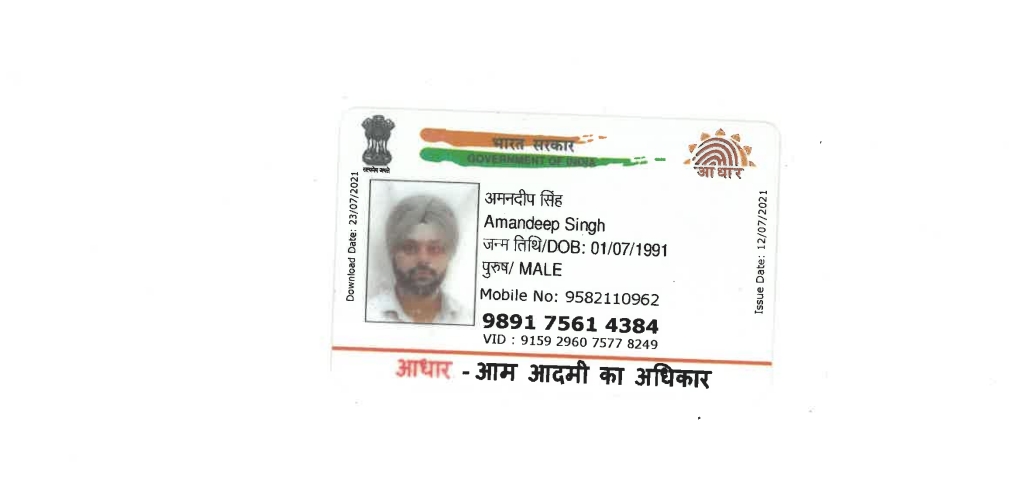 सत्यमेव जयते
भारत सरकार
GOVERNMENT OF INDIA
आधार
Download Date: 23/07/2021
अमनदीप सिंह
Amandeep Singh
जन्म तिथि/DOB: 01/07/1991
पुरुष/ MALE
Mobile No: 9582110962
9891 7561 4384
VID : 9159 2960 7577 8249
Issue Date: 12/07/2021
आधार - आम आदमी का अधिकार